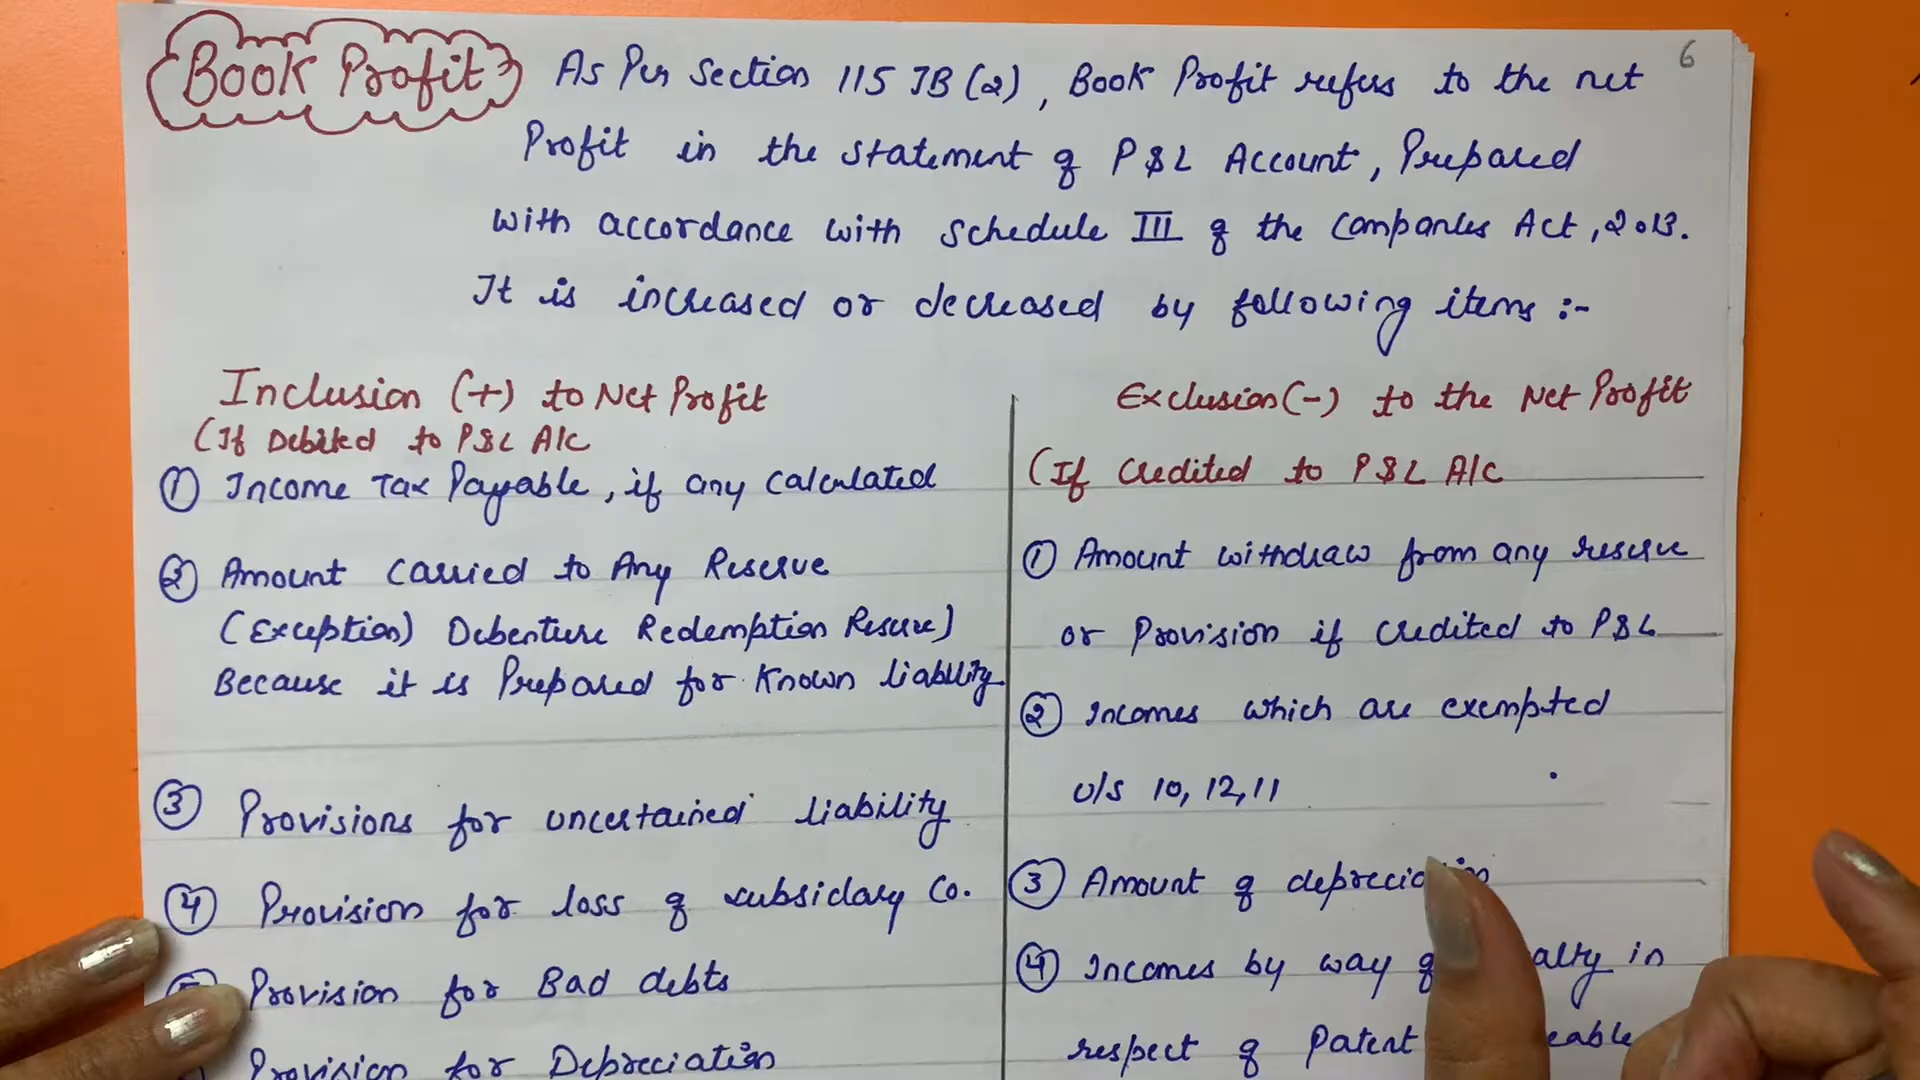 6
Book Profit
As Per Section 115 JB (2), Book Profit refers to the net
Profit in the statement of P&L Account, Prepared
with accordance with Schedule III of the Companies Act, 2013.
It is increased or decreased by following items :-
Inclusion (+) to Net Profit
(If Debited to P&L A/c
① Income Tax Payable, if any calculated
② Amount carried to Any Reserve
(Exception) Debenture Redemption Reserve)
Because it is Prepared for known liability
③ Provisions for uncertained liability
④ Provision for loss of subsidary Co.
Provision for Bad debts
Provision for Depreciation
Exclusion (-) to the Net Profit
(If Credited to P&L A/c
① Amount withdraw from any reserve
or Provision if credited to P&L
② Incomes which are exempted
u/s 10, 12, 11
③ Amount of
④ Incomes by way in
respect of Patent